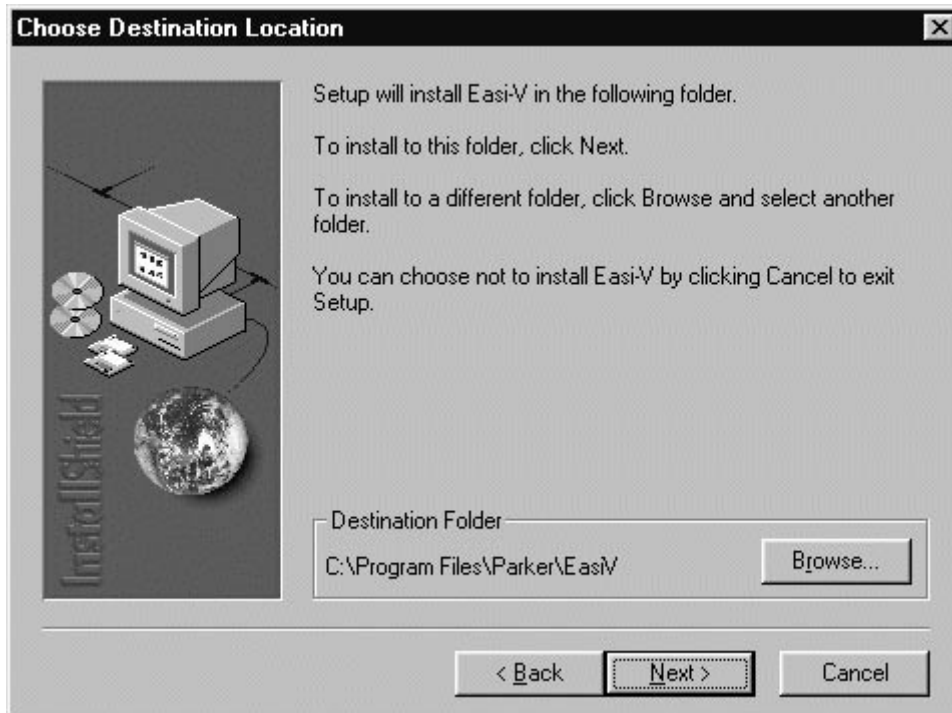 Choose Destination Location
Setup will install Easi-V in the following folder.
To install to this folder, click Next.
To install to a different folder, click Browse and select another
folder.
You can choose not to install Easi-V by clicking Cancel to exit
Setup.
InstallShield
Destination Folder
C:\Program Files\Parker\EasiV
Browse...
< Back
Next >
Cancel